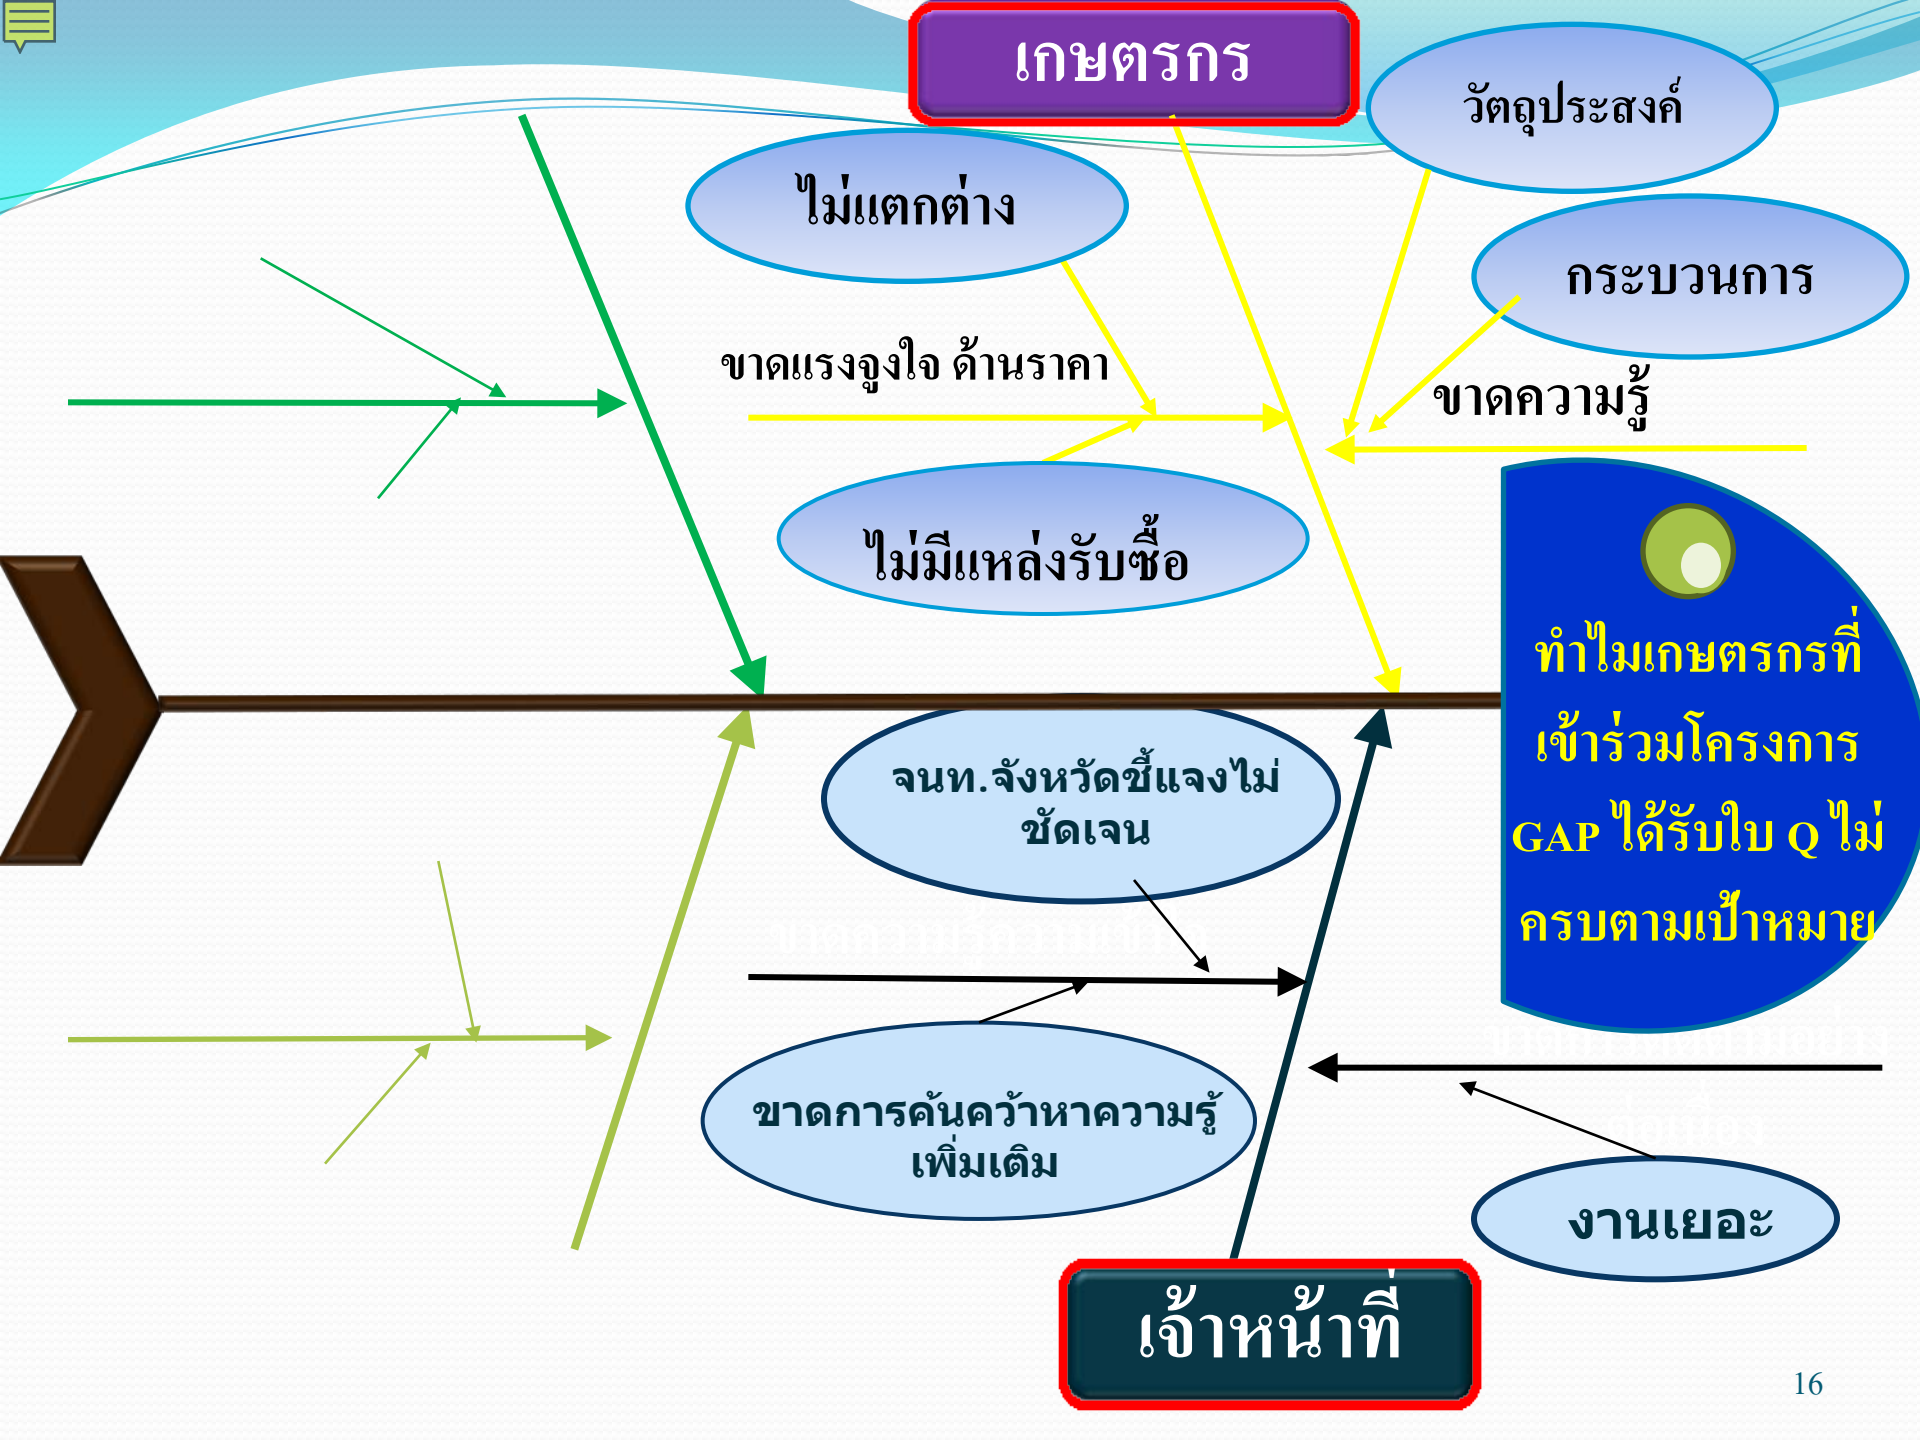 เกษตรกร
วัตถุประสงค์
ไม่แตกต่าง
กระบวนการ
ขาดแรงจูงใจ ด้านราคา
ขาดความรู้
ไม่มีแหล่งรับซื้อ
ทำไมเกษตรกรที่
เข้าร่วมโครงการ
GAP ได้รับใบ Q ไม่
ครบตามเป้าหมาย
จนท.จังหวัดชี้แจงไม่
ชัดเจน
ขาดการค้นคว้าหาความรู้
เพิ่มเติม
งานเยอะ
เจ้าหน้าที่
16